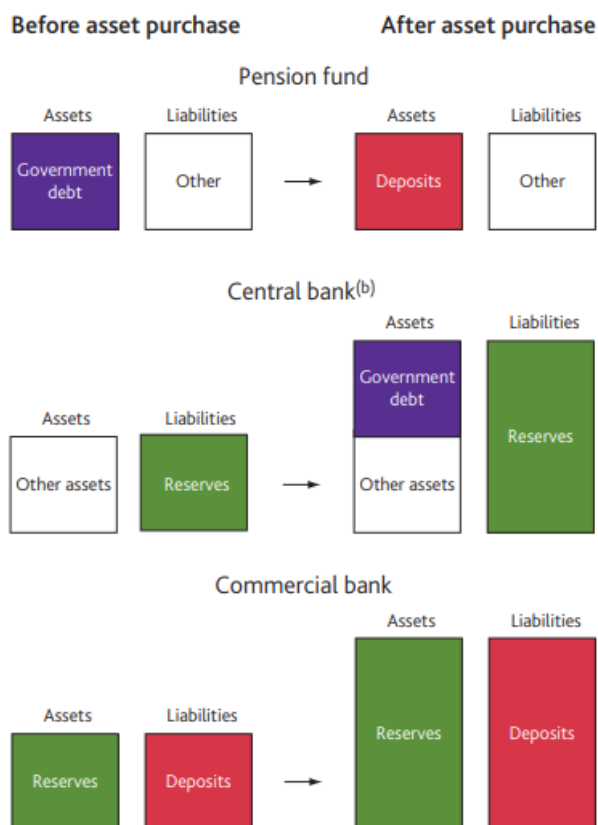 Before asset purchase After asset purchase
Pension fund
Assets Liabilities Assets Liabilities
Government
debt
Other
Deposits
Other
Central bank(b)
Assets Liabilities
Government
debt
Assets Liabilities
Reserves
Other assets
Reserves
Other assets
Commercial bank
Assets Liabilities
Assets Liabilities
Reserves
Deposits
Reserves
Deposits